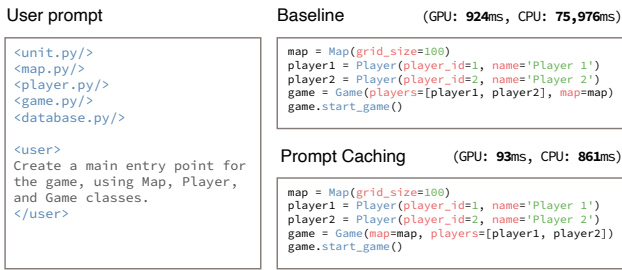 User prompt
<unit.py/>
<map.py/>
<player.py/>
<game.py/>
<database.py/>
<user>
Create a main entry point for
the game, using Map, Player,
and Game classes.
</user>
Baseline (GPU: 924ms, CPU: 75,976ms)
map = Map(grid_size=100)
player1 = Player(player_id=1, name='Player 1')
player2 = Player(player_id=2, name='Player 2')
game = Game(players=[player1, player2], map=map)
game.start_game()
Prompt Caching (GPU: 93ms, CPU: 861ms)
map = Map(grid_size=100)
player1 = Player(player_id=1, name='Player 1')
player2 = Player(player_id=2, name='Player 2')
game = Game(map=map, players=[player1, player2])
game.start_game()